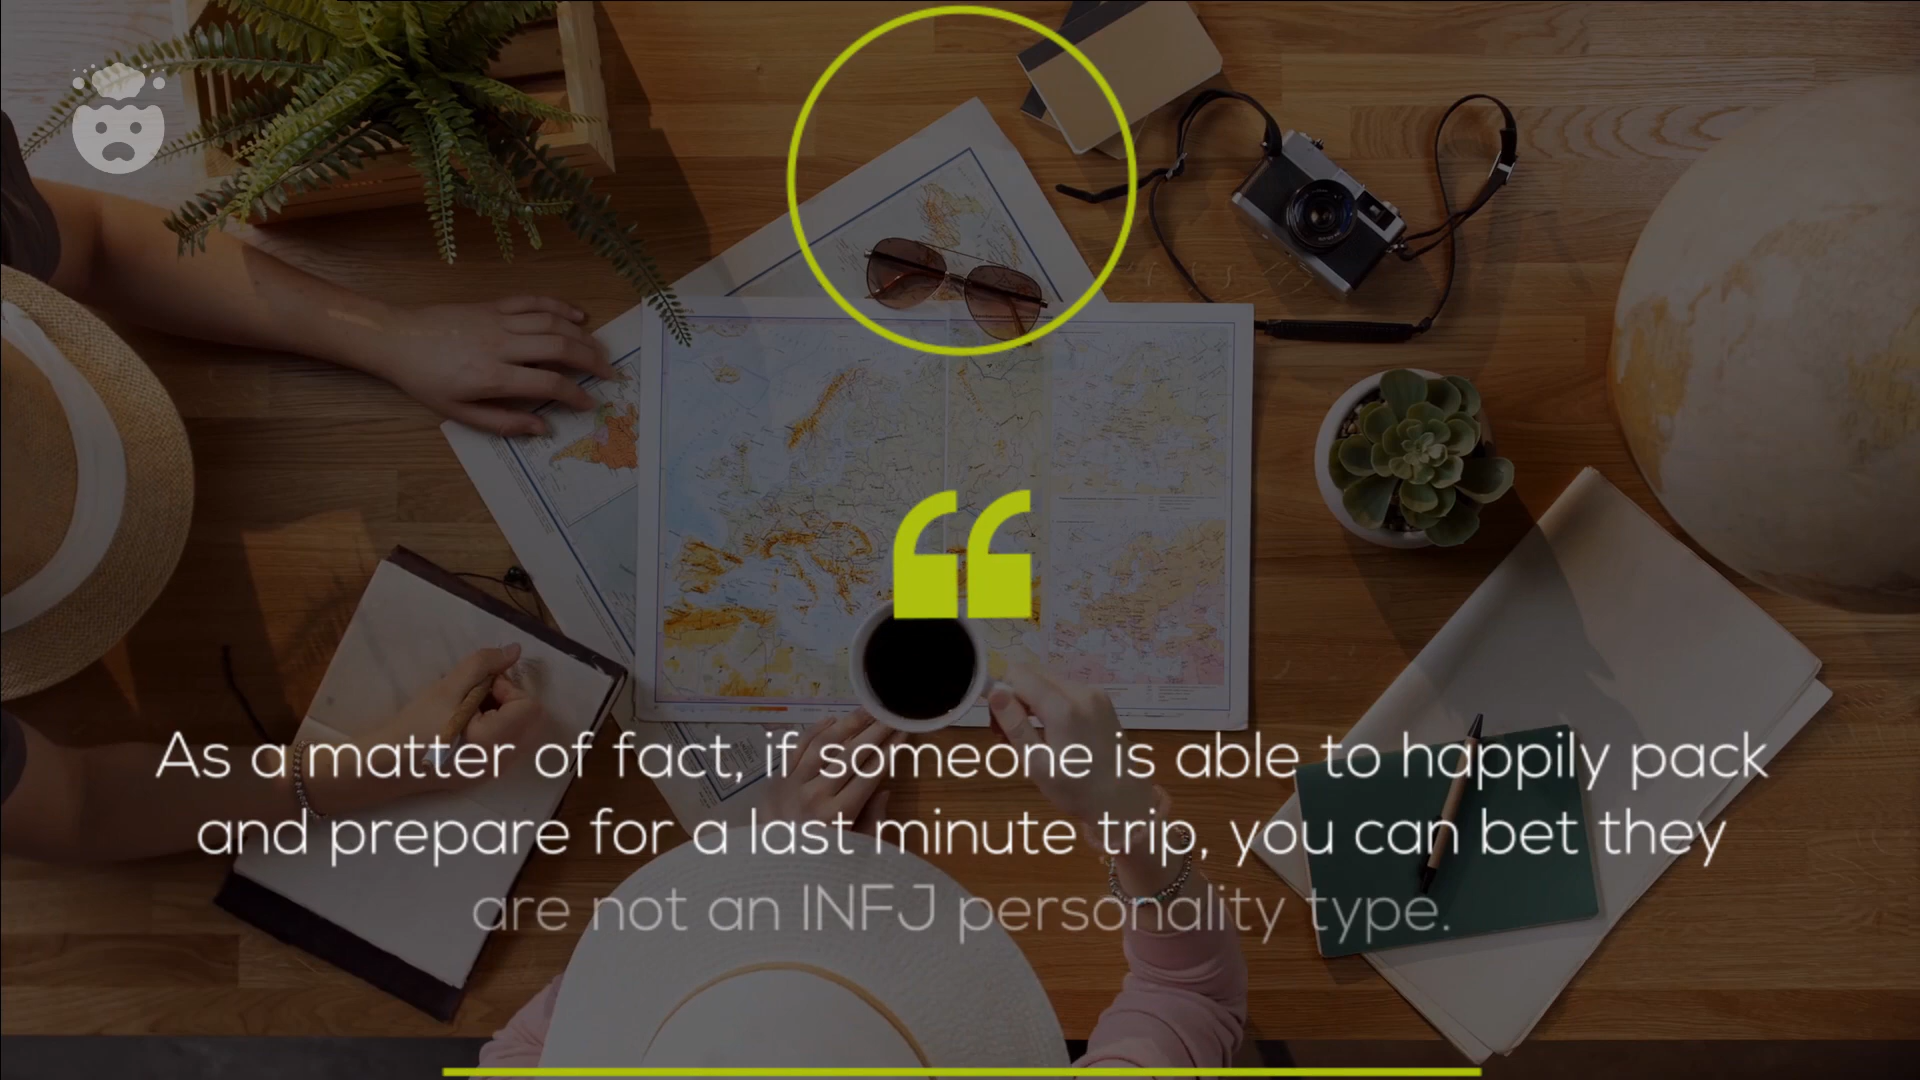 As a matter of fact, if someone is able to happily pack
and prepare for a last minute trip, you can bet they
are not an INFJ personality type.